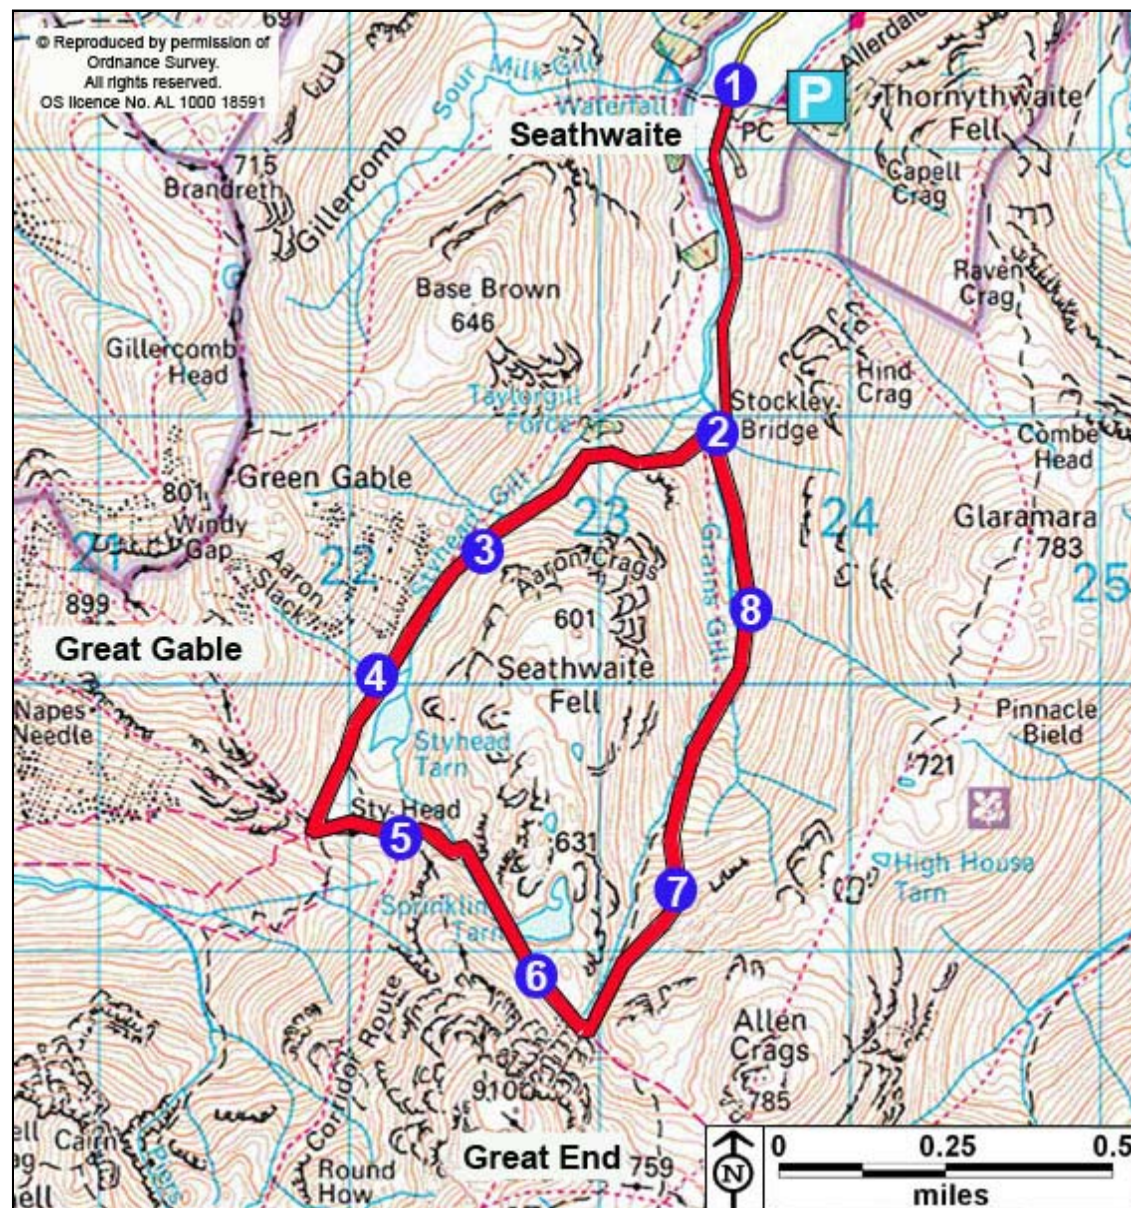 © Reproduced by permission of
Ordnance Survey.
All rights reserved.
OS licence No. AL 1000 18591
697
Sour Milk Gill
Waterfall
1
P
PC
Allerdale
Seathwaite
Thornythwaite
Fell
715
Brandreth
Gillercomb
Capell
Crag
Base Brown
646
Raven
Crag
Gillercomb
Head
Hind
Crag
Taylorgill
Force
Stockley
Bridge
2
Combe
Head
Green Gable
801
Windy
Gap
21
22
23
24
25
Glaramara
783
Styhead Gill
3
Aaron Crags
Grains Gill
Aaron
Slack
899
601
8
Great Gable
4
Seathwaite
Fell
Napes
Needle
Styhead
Tarn
Pinnacle
Bield
721
Sty Head
5
631
High House
Tarn
7
Sprinkling
Tarn
6
Corridor Route
Allen
Crags
785
910
Great End
759
Cairn
Piers
Round
How
N
0 0.25 0.5
miles